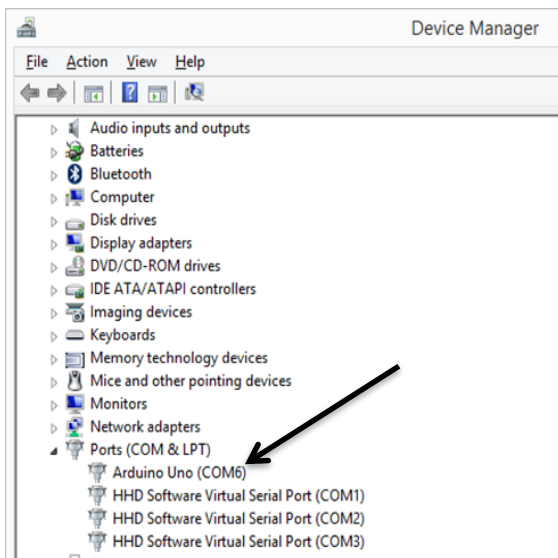 Device Manager
File Action View Help
Audio inputs and outputs
Batteries
Bluetooth
Computer
Disk drives
Display adapters
DVD/CD-ROM drives
IDE ATA/ATAPI controllers
Imaging devices
Keyboards
Memory technology devices
Mice and other pointing devices
Monitors
Network adapters
Ports (COM & LPT)
Arduino Uno (COM6)
HHD Software Virtual Serial Port (COM1)
HHD Software Virtual Serial Port (COM2)
HHD Software Virtual Serial Port (COM3)